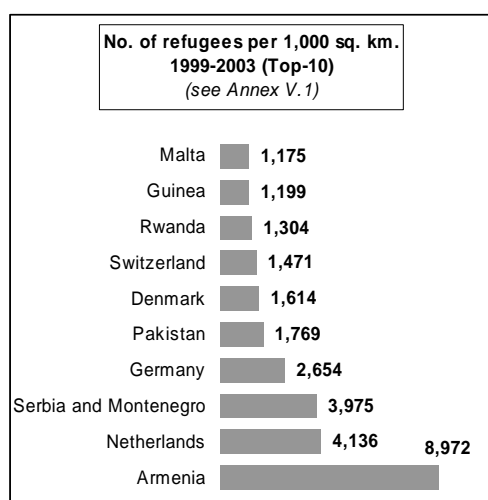 No. of refugees per 1,000 sq. km.
1999-2003 (Top-10)
(see Annex V.1)
Malta 1,175
Guinea 1,199
Rwanda 1,304
Switzerland 1,471
Denmark 1,614
Pakistan 1,769
Germany 2,654
Serbia and Montenegro 3,975
Netherlands 4,136
Armenia 8,972